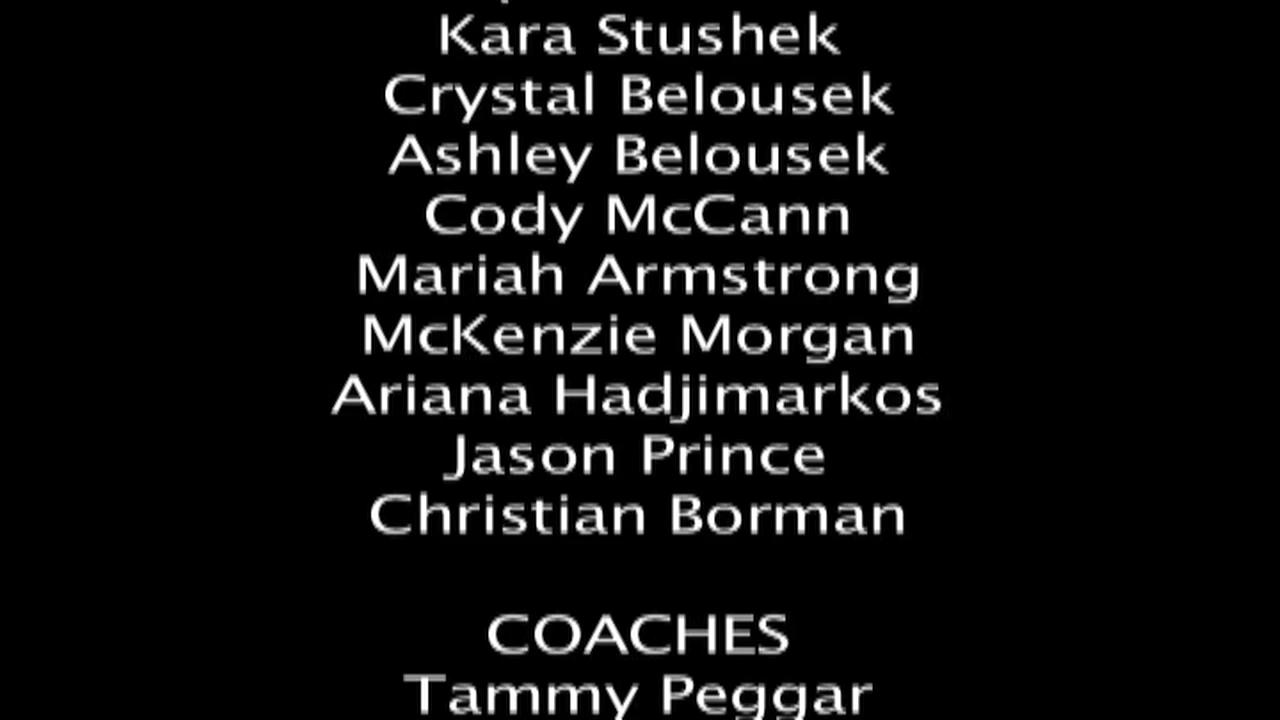 Kara Stushek
Crystal Belousek
Ashley Belousek
Cody McCann
Mariah Armstrong
McKenzie Morgan
Ariana Hadjimarkos
Jason Prince
Christian Borman
COACHES
Tammy Peggar